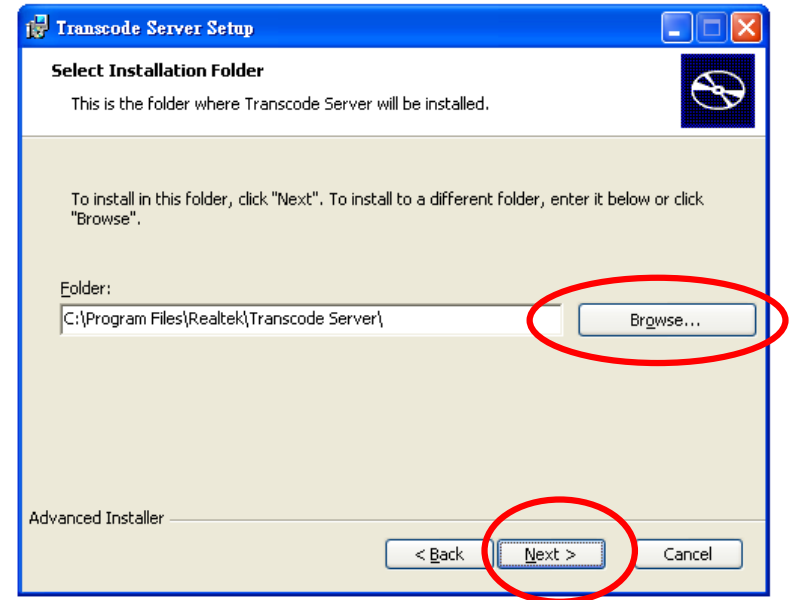 Transcode Server Setup
Select Installation Folder
This is the folder where Transcode Server will be installed.
To install in this folder, click "Next". To install to a different folder, enter it below or click
"Browse".
Folder:
C:\Program Files\Realtek\Transcode Server\
Browse...
Advanced Installer
< Back
Next >
Cancel